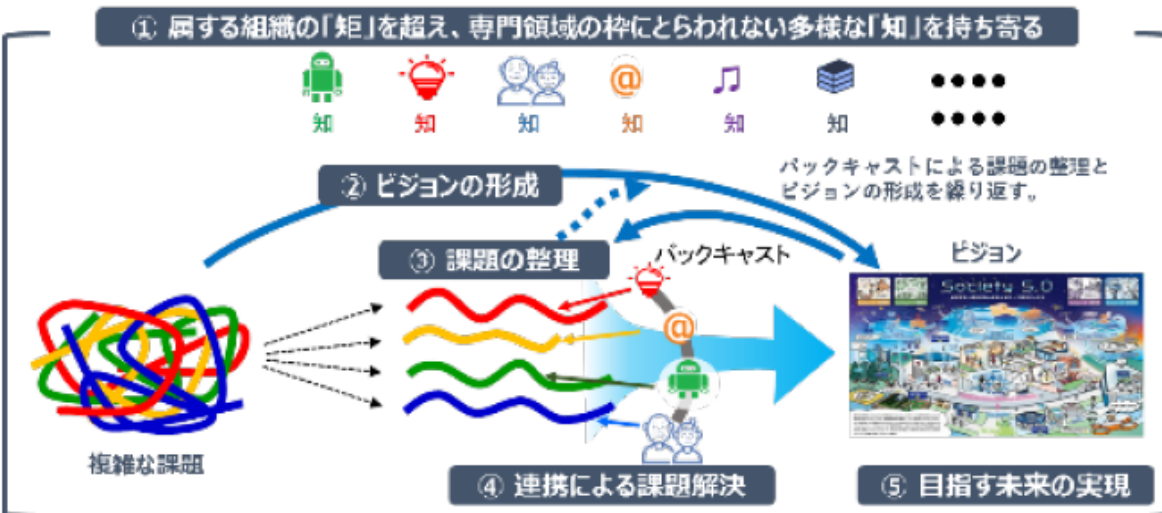 ① 属する組織の「矩」を超え、専門領域の枠にとらわれない多様な「知」を持ち寄る
知 知 知 知 知 知
バックキャストによる課題の整理と
ビジョンの形成を繰り返す。
② ビジョンの形成
③ 課題の整理
バックキャスト
ビジョン
Society 5.0
@
@
複雑な課題
④ 連携による課題解決
⑤ 目指す未来の実現